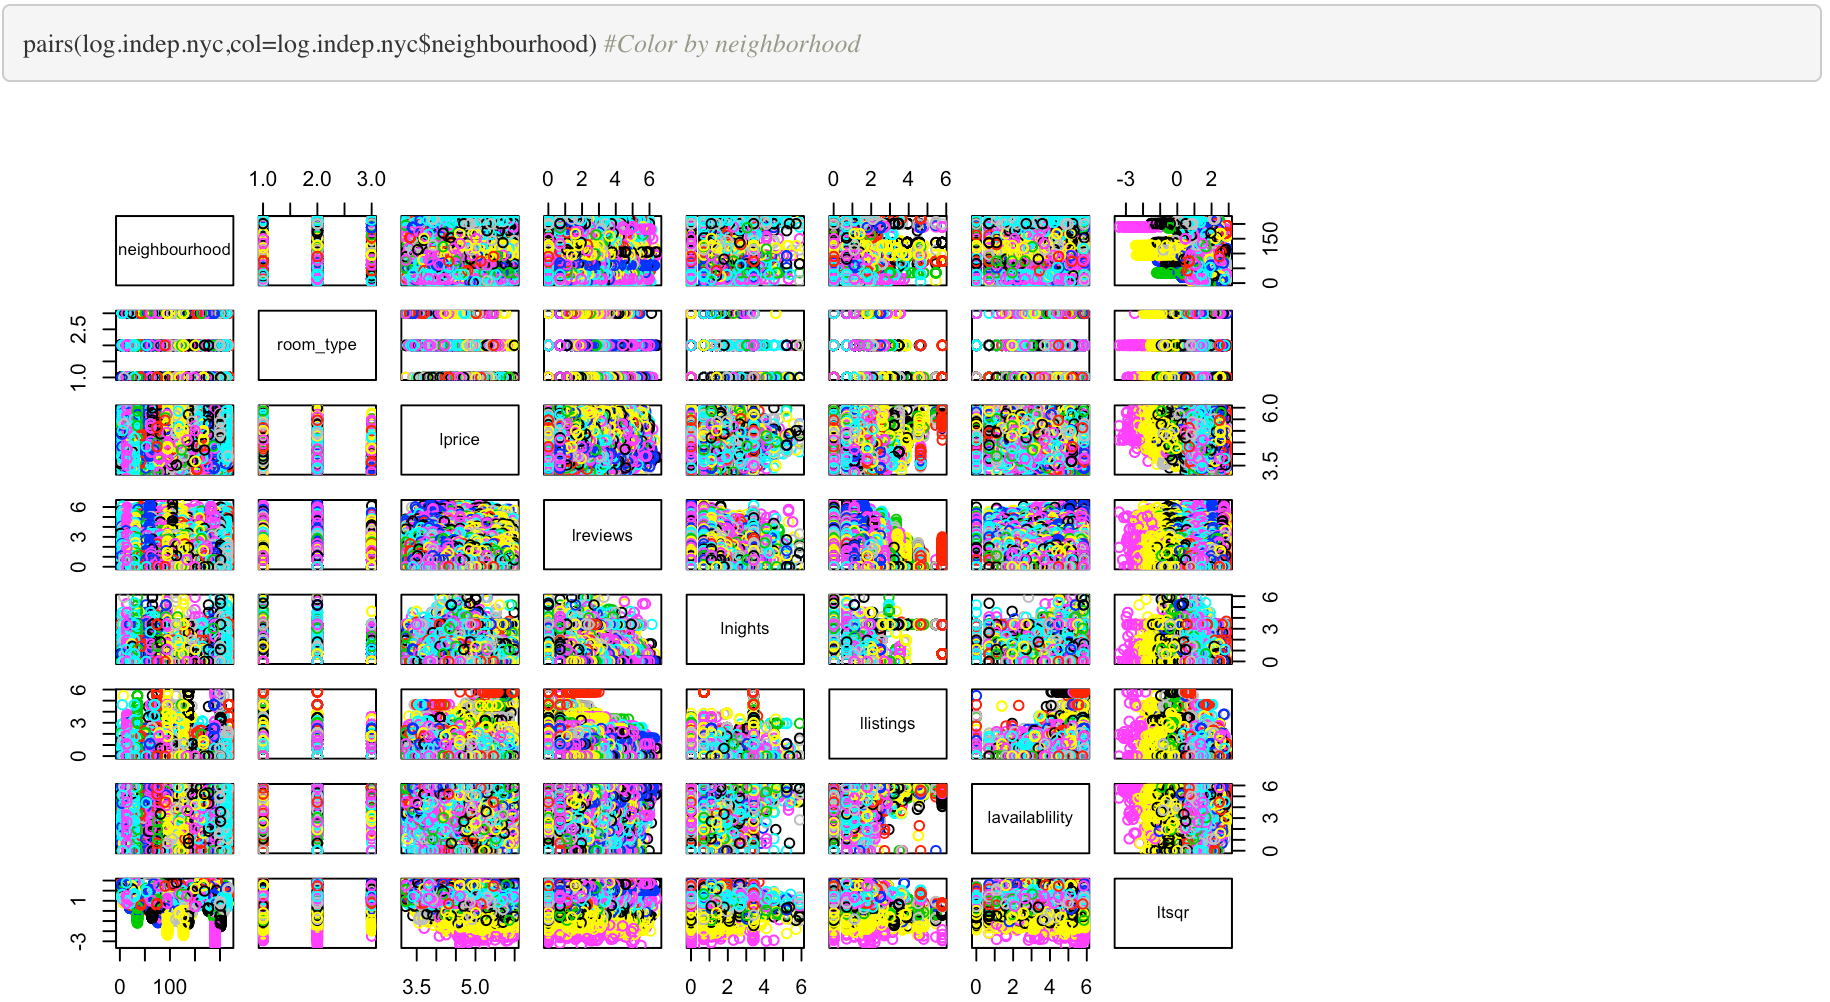 pairs(log.indep.nyc,col=log.indep.nyc$neighbourhood) #Color by neighborhood
1.0 2.0 3.0 0 2 4 6 0 2 4 6 -3 0 2
neighbourhood 0 150
1.0 2.5 room_type
lprice 3.5 6.0
0 3 6 lreviews
lnights 0 3 6
0 3 6 llistings
lavailablility 0 3 6
-3 1 ltsqr
0 100 3.5 5.0 0 2 4 6 0 2 4 6